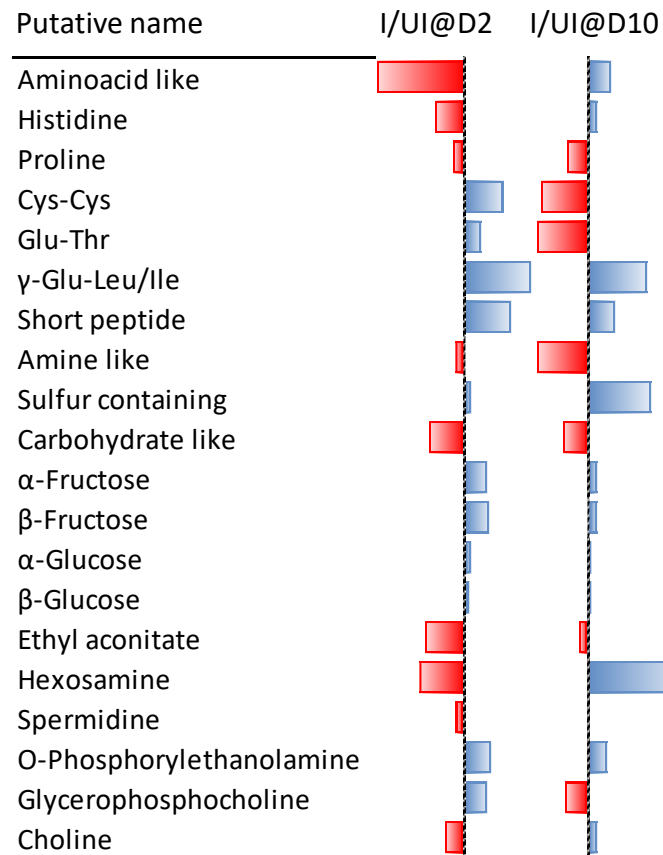 Putative name I/UI@D2 I/UI@D10
Aminoacid like
Histidine
Proline
Cys-Cys
Glu-Thr
γ-Glu-Leu/Ile
Short peptide
Amine like
Sulfur containing
Carbohydrate like
α-Fructose
β-Fructose
α-Glucose
β-Glucose
Ethyl aconitate
Hexosamine
Spermidine
O-Phosphorylethanolamine
Glycerophosphocholine
Choline